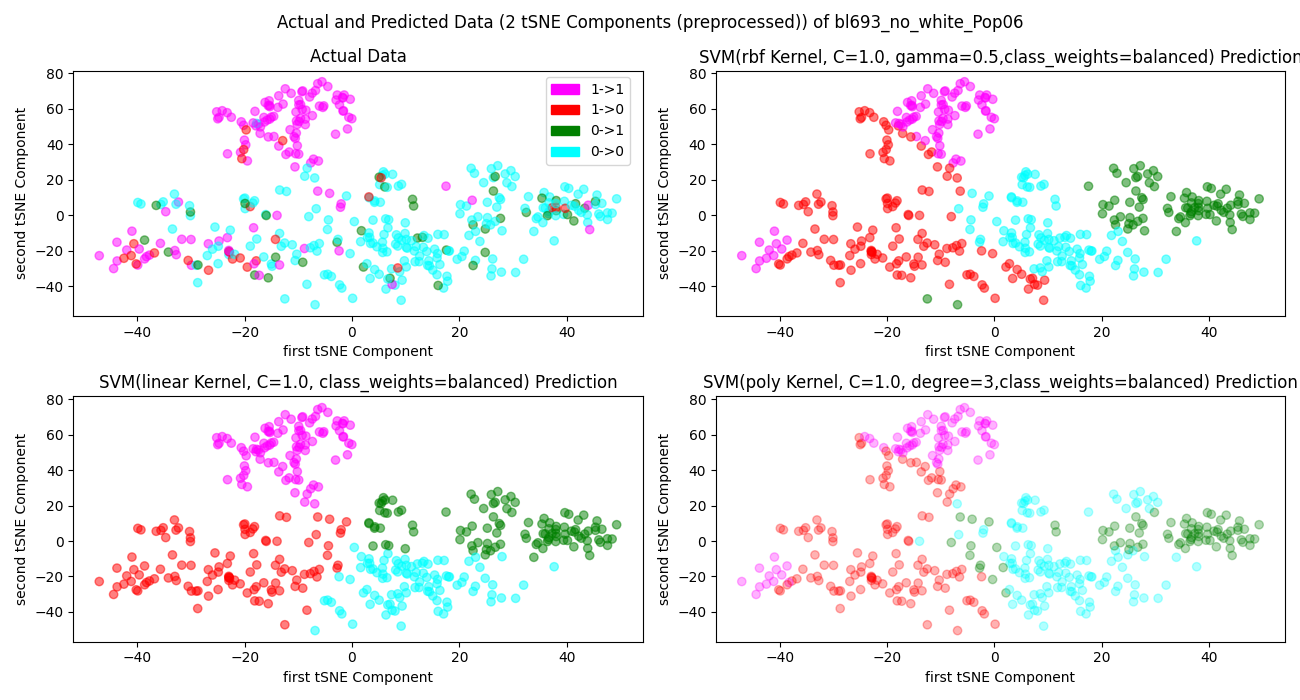 Actual and Predicted Data (2 tSNE Components (preprocessed)) of bl693_no_white_Pop06
Actual Data
80
60
40
20
0
−20
−40
second tSNE Component
−40 −20 0 20 40
first tSNE Component
1->1
1->0
0->1
0->0
SVM(rbf Kernel, C=1.0, gamma=0.5,class_weights=balanced) Prediction
80
60
40
20
0
−20
−40
second tSNE Component
−40 −20 0 20 40
first tSNE Component
SVM(linear Kernel, C=1.0, class_weights=balanced) Prediction
80
60
40
20
0
−20
−40
second tSNE Component
−40 −20 0 20 40
first tSNE Component
SVM(poly Kernel, C=1.0, degree=3,class_weights=balanced) Prediction
80
60
40
20
0
−20
−40
second tSNE Component
−40 −20 0 20 40
first tSNE Component